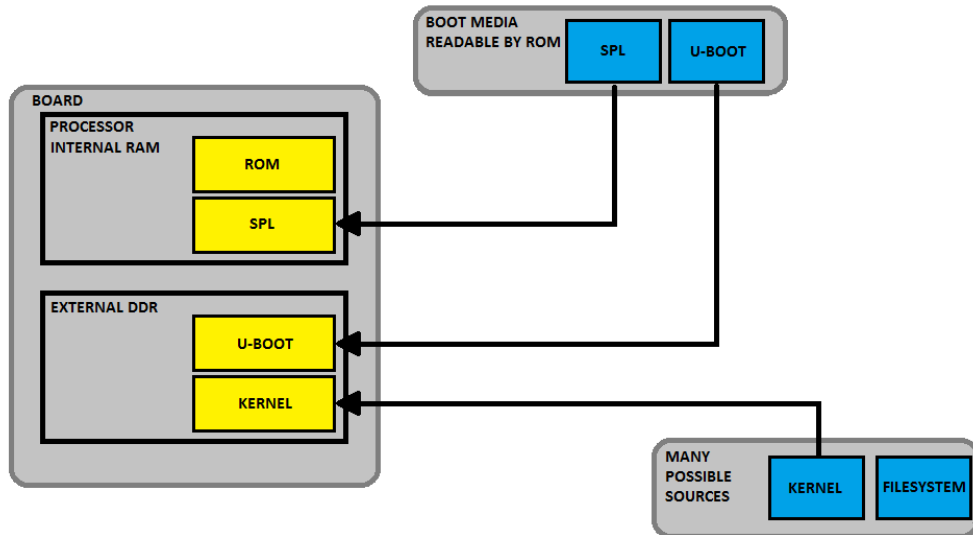 BOOT MEDIA
READABLE BY ROM
SPL
U-BOOT
BOARD
PROCESSOR
INTERNAL RAM
ROM
SPL
EXTERNAL DDR
U-BOOT
KERNEL
MANY
POSSIBLE
SOURCES
KERNEL
FILESYSTEM